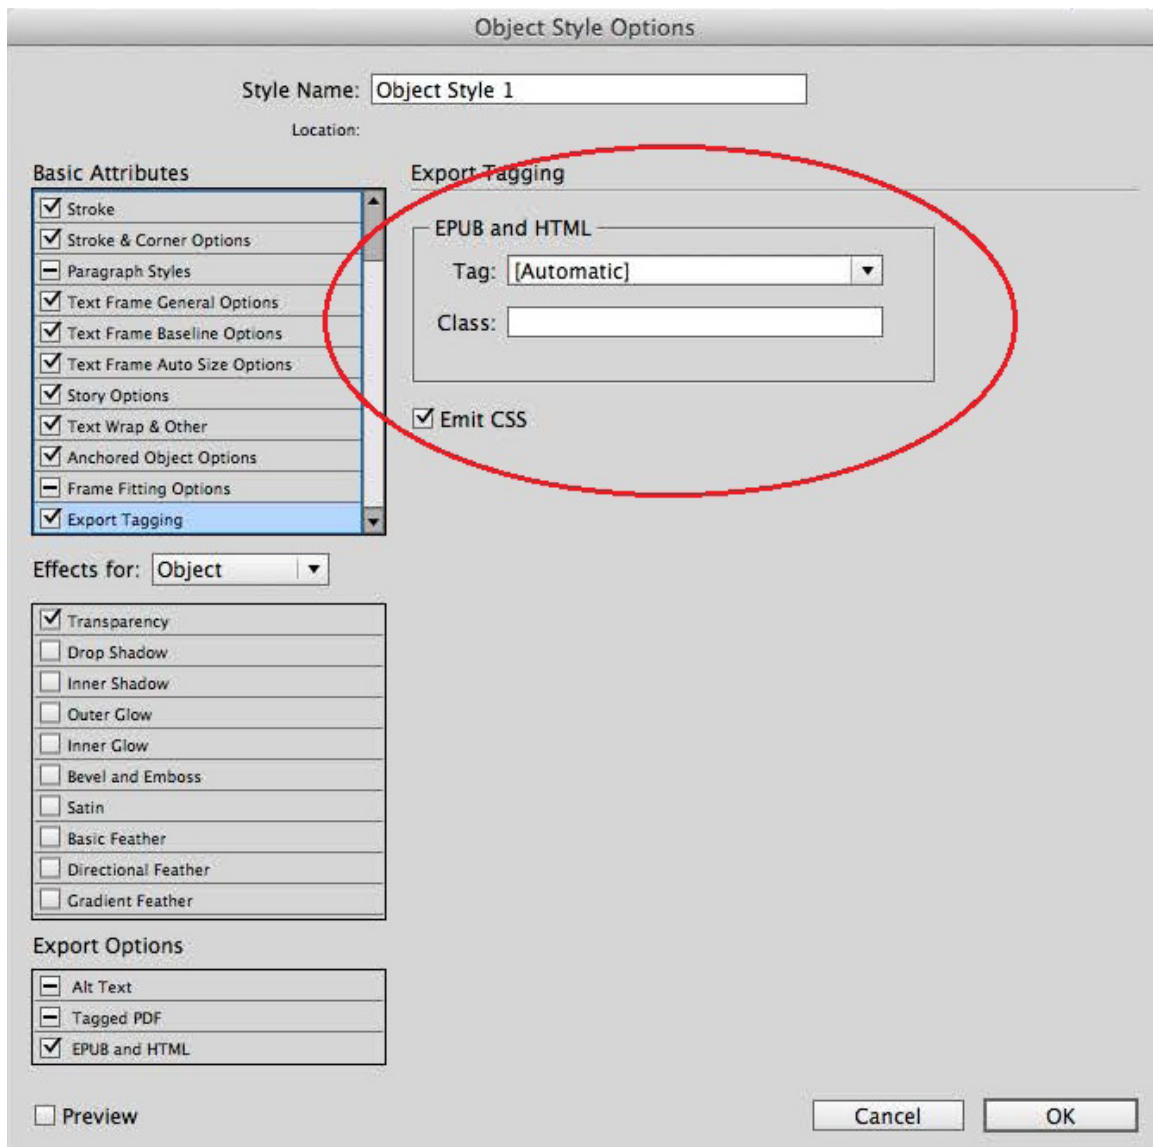 Object Style Options
Style Name: Object Style 1
Location:
Basic Attributes
Stroke
Stroke & Corner Options
Paragraph Styles
Text Frame General Options
Text Frame Baseline Options
Text Frame Auto Size Options
Story Options
Text Wrap & Other
Anchored Object Options
Frame Fitting Options
Export Tagging
Export Tagging
EPUB and HTML
Tag: [Automatic]
Class:
Emit CSS
Effects for: Object
Transparency
Drop Shadow
Inner Shadow
Outer Glow
Inner Glow
Bevel and Emboss
Satin
Basic Feather
Directional Feather
Gradient Feather
Export Options
Alt Text
Tagged PDF
EPUB and HTML
Preview
Cancel
OK